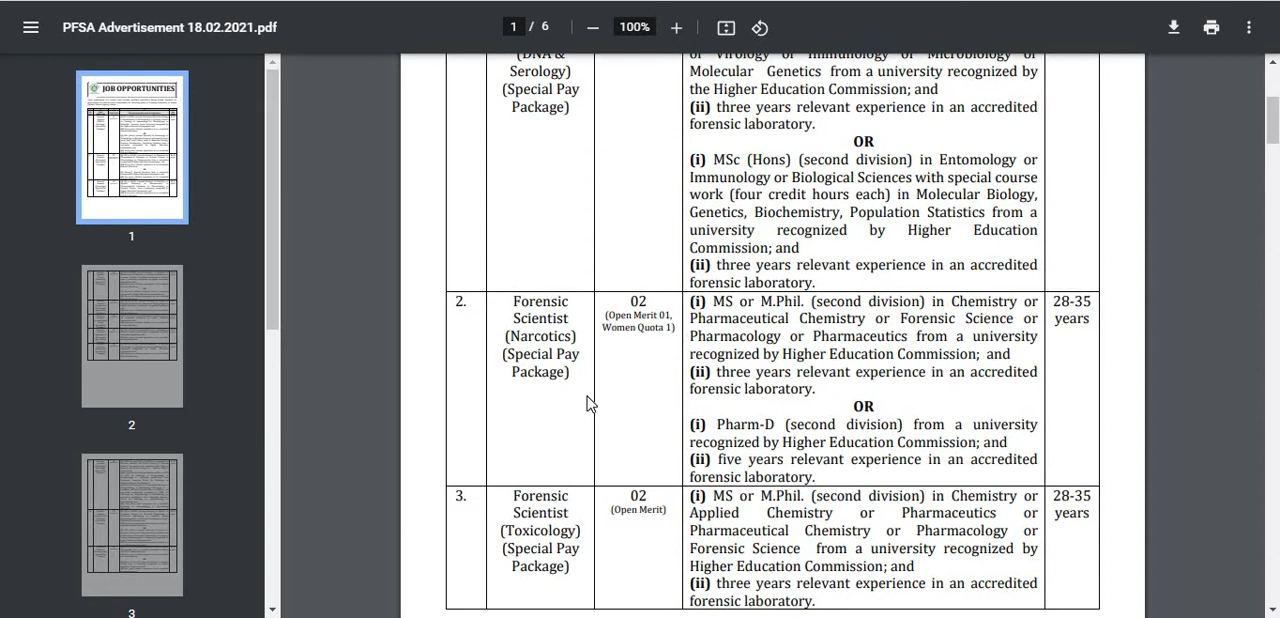 PFSA Advertisement 18.02.2021.pdf
1 / 6
100%
JOB OPPORTUNITIES
1
2
3
(DNA &
Serology)
(Special Pay
Package)
or Virology or Immunology or Microbiology or
Molecular Genetics from a university recognized by
the Higher Education Commission; and
(ii) three years relevant experience in an accredited
forensic laboratory.
OR
(i) MSc (Hons) (second division) in Entomology or
Immunology or Biological Sciences with special course
work (four credit hours each) in Molecular Biology,
Genetics, Biochemistry, Population Statistics from a
university recognized by Higher Education
Commission; and
(ii) three years relevant experience in an accredited
forensic laboratory.
2.
Forensic
Scientist
(Narcotics)
(Special Pay
Package)
02
(Open Merit 01,
Women Quota 1)
(i) MS or M.Phil. (second division) in Chemistry or
Pharmaceutical Chemistry or Forensic Science or
Pharmacology or Pharmaceutics from a university
recognized by Higher Education Commission; and
(ii) three years relevant experience in an accredited
forensic laboratory.
OR
(i) Pharm-D (second division) from a university
recognized by Higher Education Commission; and
(ii) five years relevant experience in an accredited
forensic laboratory.
28-35
years
3.
Forensic
Scientist
(Toxicology)
(Special Pay
Package)
02
(Open Merit)
(i) MS or M.Phil. (second division) in Chemistry or
Applied Chemistry or Pharmaceutics or
Pharmaceutical Chemistry or Pharmacology or
Forensic Science from a university recognized by
Higher Education Commission; and
(ii) three years relevant experience in an accredited
forensic laboratory.
28-35
years